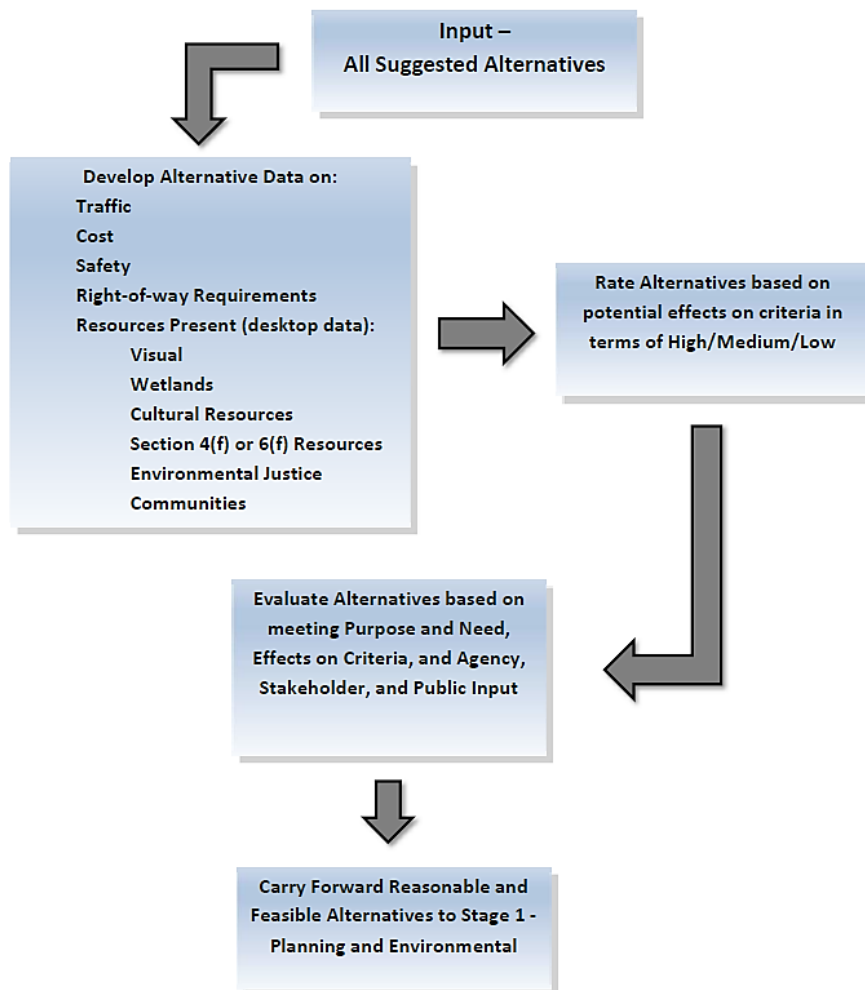 Input –
All Suggested Alternatives
Develop Alternative Data on:
Traffic
Cost
Safety
Right-of-way Requirements
Resources Present (desktop data):
Visual
Wetlands
Cultural Resources
Section 4(f) or 6(f) Resources
Environmental Justice
Communities
Rate Alternatives based on
potential effects on criteria in
terms of High/Medium/Low
Evaluate Alternatives based on
meeting Purpose and Need,
Effects on Criteria, and Agency,
Stakeholder, and Public Input
Carry Forward Reasonable and
Feasible Alternatives to Stage 1 -
Planning and Environmental